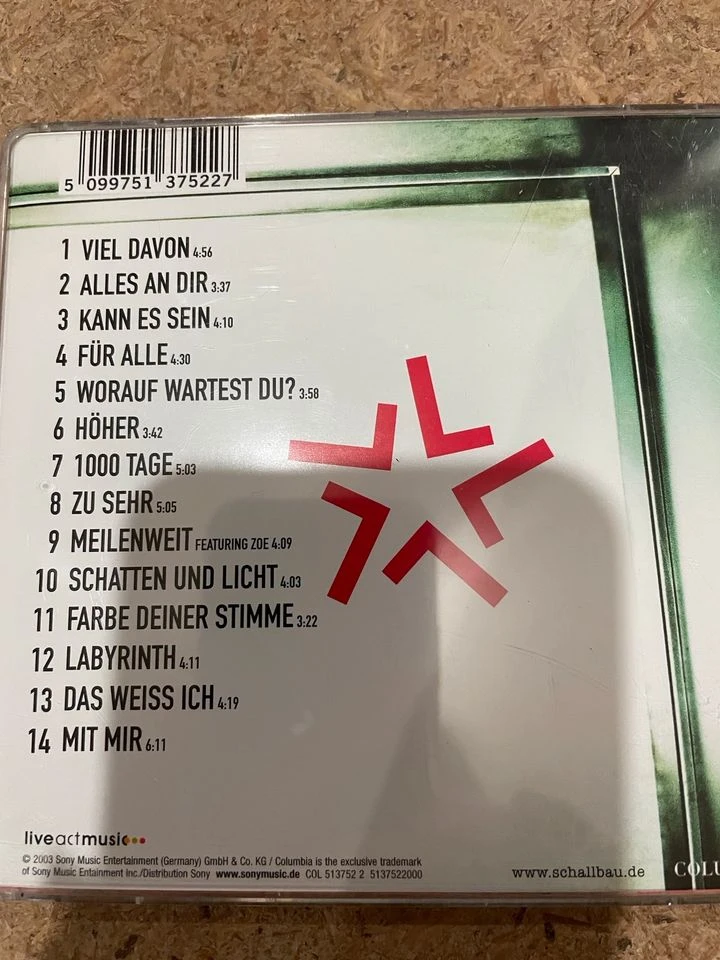 5 099751 375227
1 VIEL DAVON 4:56
2 ALLES AN DIR 3:37
3 KANN ES SEIN 4:10
4 FÜR ALLE 4:30
5 WORAUF WARTEST DU? 3:58
6 HÖHER 3:42
7 1000 TAGE 5:03
8 ZU SEHR 5:05
9 MEILENWEIT FEATURING ZOE 4:09
10 SCHATTEN UND LICHT 4:03
11 FARBE DEINER STIMME 3:22
12 LABYRINTH 4:11
13 DAS WEISS ICH 4:19
14 MIT MIR 6:11
liveactmusic
© 2003 Sony Music Entertainment (Germany) GmbH & Co. KG / Columbia is the exclusive trademark
of Sony Music Entainment Inc./Distribution Sony www.sonymusic.de COL 513752 2 5137522000
www.schallbau.de COLU